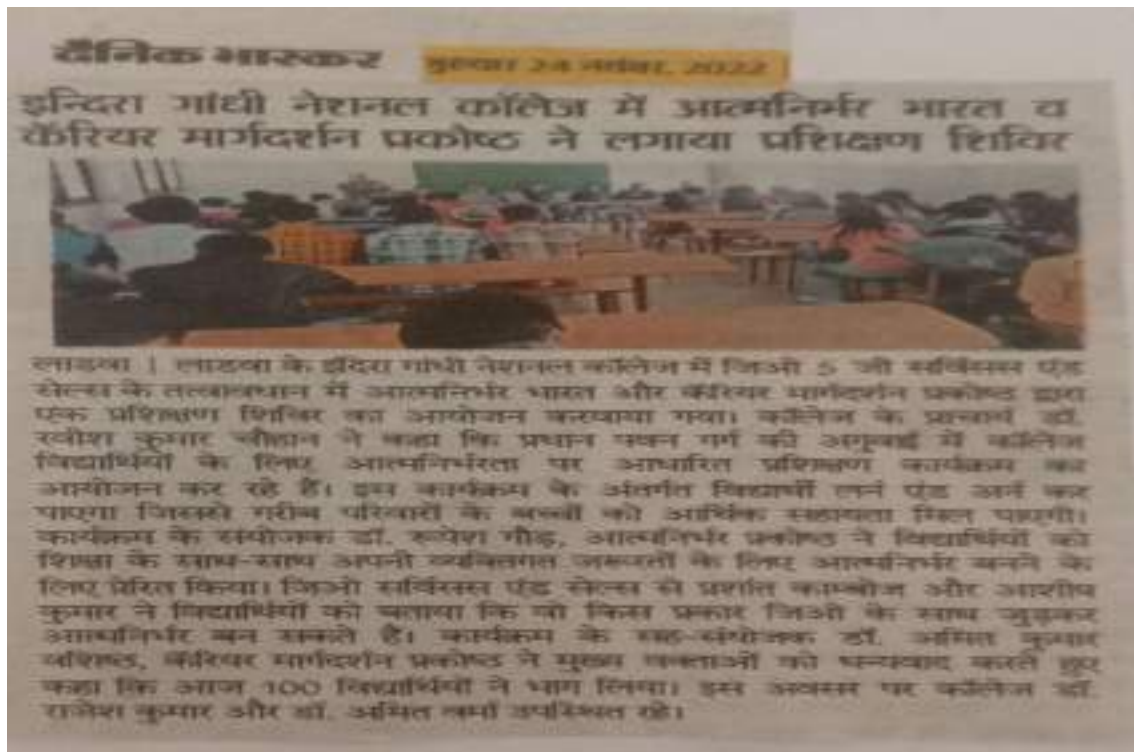 दैनिक भास्कर
गुरुवार 24 नवंबर, 2022
इन्दिरा गांधी नेशनल कॉलेज में आत्मनिर्भर भारत व
कॅरियर मार्गदर्शन प्रकोष्ठ ने लगाया प्रशिक्षण शिविर
लाडवा | लाडवा के इंदिरा गांधी नेशनल कॉलेज में जिओ 5 जी सर्विसस एंड
सेल्स के तत्वावधान में आत्मनिर्भर भारत और कॅरियर मार्गदर्शन प्रकोष्ठ द्वारा
एक प्रशिक्षण शिविर का आयोजन करवाया गया। कॉलेज के प्राचार्य डॉ.
रवीश कुमार चौहान ने कहा कि प्रधान पवन गर्ग की अगुवाई में कॉलेज
विद्यार्थियों के लिए आत्मनिर्भरता पर आधारित प्रशिक्षण कार्यक्रम का
आयोजन कर रहे हैं। इस कार्यक्रम के अंतर्गत विद्यार्थी लर्न एंड अर्न कर
पाएगा जिससे गरीब परिवारों के बच्चों को आर्थिक सहायता मिल पाएगी।
कार्यक्रम के संयोजक डॉ. रूपेश गौड़, आत्मनिर्भर प्रकोष्ठ ने विद्यार्थियों को
शिक्षा के साथ-साथ अपनी व्यक्तिगत जरूरतों के लिए आत्मनिर्भर बनने के
लिए प्रेरित किया। जिओ सर्विसस एंड सेल्स से प्रशांत काम्बोज और आशीष
कुमार ने विद्यार्थियों को बताया कि वो किस प्रकार जिओ के साथ जुड़कर
आत्मनिर्भर बन सकते है। कार्यक्रम के सह-संयोजक डॉ. अमित कुमार
वशिष्ठ, कॅरियर मार्गदर्शन प्रकोष्ठ ने मुख्य वक्ताओं को धन्यवाद करते हुए
कहा कि आज 100 विद्यार्थियों ने भाग लिया। इस अवसर पर कॉलेज डॉ.
राजेश कुमार और डॉ. अमित वर्मा उपस्थित रहे।